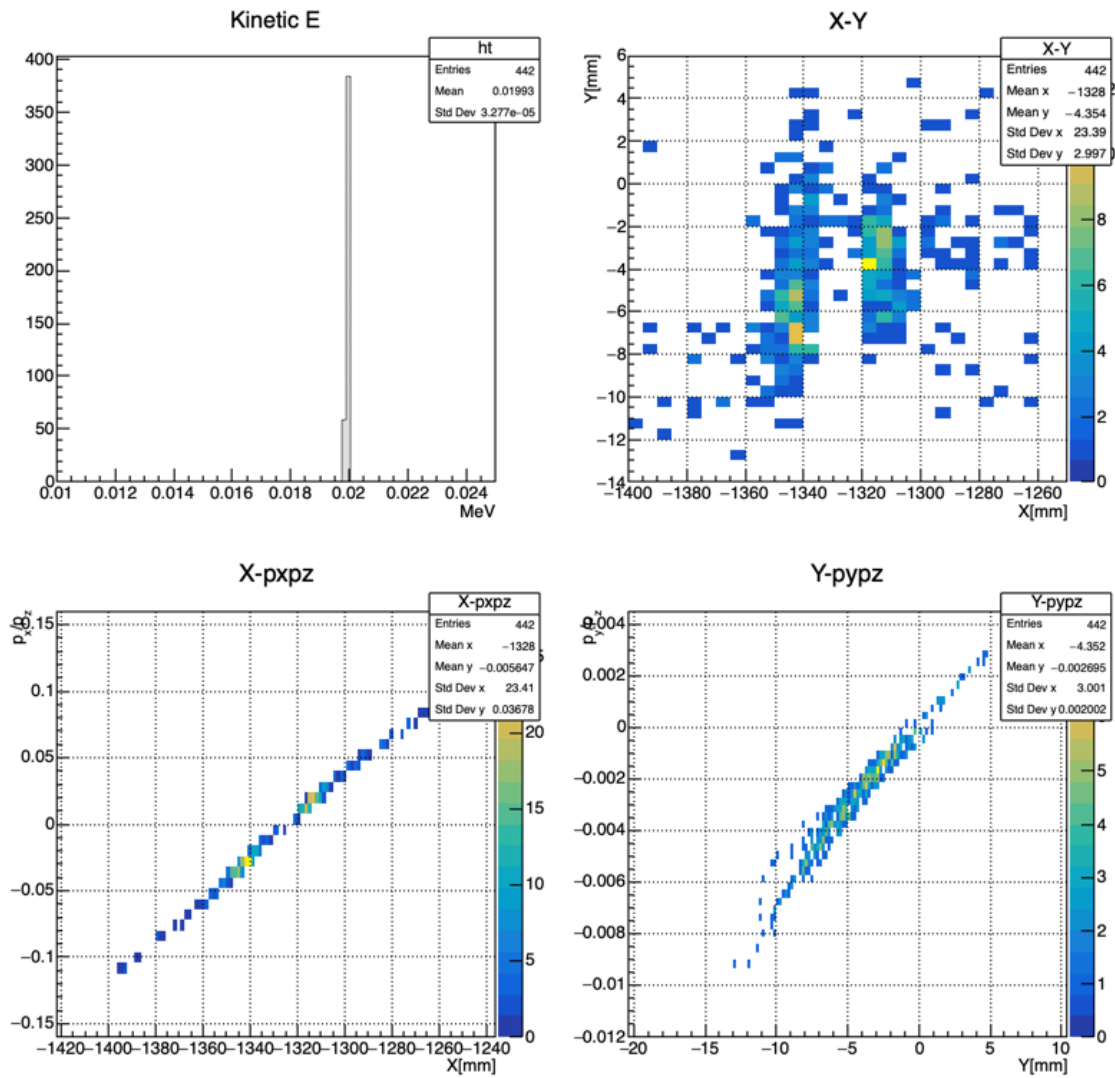 Kinetic E
ht
Entries 442
Mean 0.01993
Std Dev 3.277e−05
400
350
300
250
200
150
100
50
0
0.01 0.012 0.014 0.016 0.018 0.02 0.022 0.024
MeV
X-Y
X-Y
Entries 442
Mean x −1328
Mean y −4.354
Std Dev x 23.39
Std Dev y 2.997
Y[mm]
6
4
2
0
−2
−4
−6
−8
−10
−12
−14
−1400 −1380 −1360 −1340 −1320 −1300 −1280 −1260
X[mm]
8
6
4
2
0
X-pxpz
X-pxpz
Entries 442
Mean x −1328
Mean y −0.005647
Std Dev x 23.41
Std Dev y 0.03678
0.15
0.1
0.05
0
−0.05
−0.1
−0.15
−1420 −1400 −1380 −1360 −1340 −1320 −1300 −1280 −1260 −1240
X[mm]
20
15
10
5
0
Y-pypz
Y-pypz
Entries 442
Mean x −4.352
Mean y −0.002695
Std Dev x 3.001
Std Dev y 0.002002
0.004
0.002
0
−0.002
−0.004
−0.006
−0.008
−0.01
−0.012
−20 −15 −10 −5 0 5 10
Y[mm]
5
4
3
2
1
0